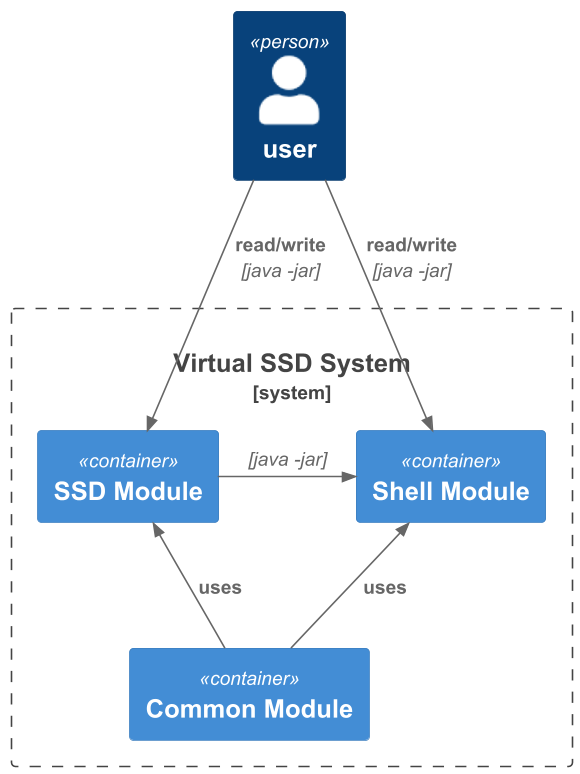 «person»
user
read/write
[java -jar]
read/write
[java -jar]
Virtual SSD System
[system]
«container»
SSD Module
[java -jar]
«container»
Shell Module
uses
uses
«container»
Common Module